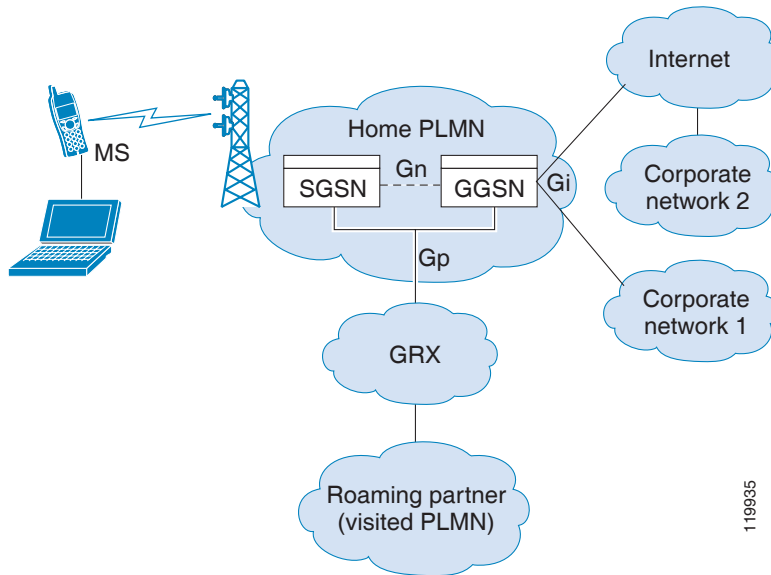 Internet
MS
Home PLMN
SGSN
Gn
GGSN
Gi
Corporate
network 2
Gp
Corporate
network 1
GRX
Roaming partner
(visited PLMN)
119935